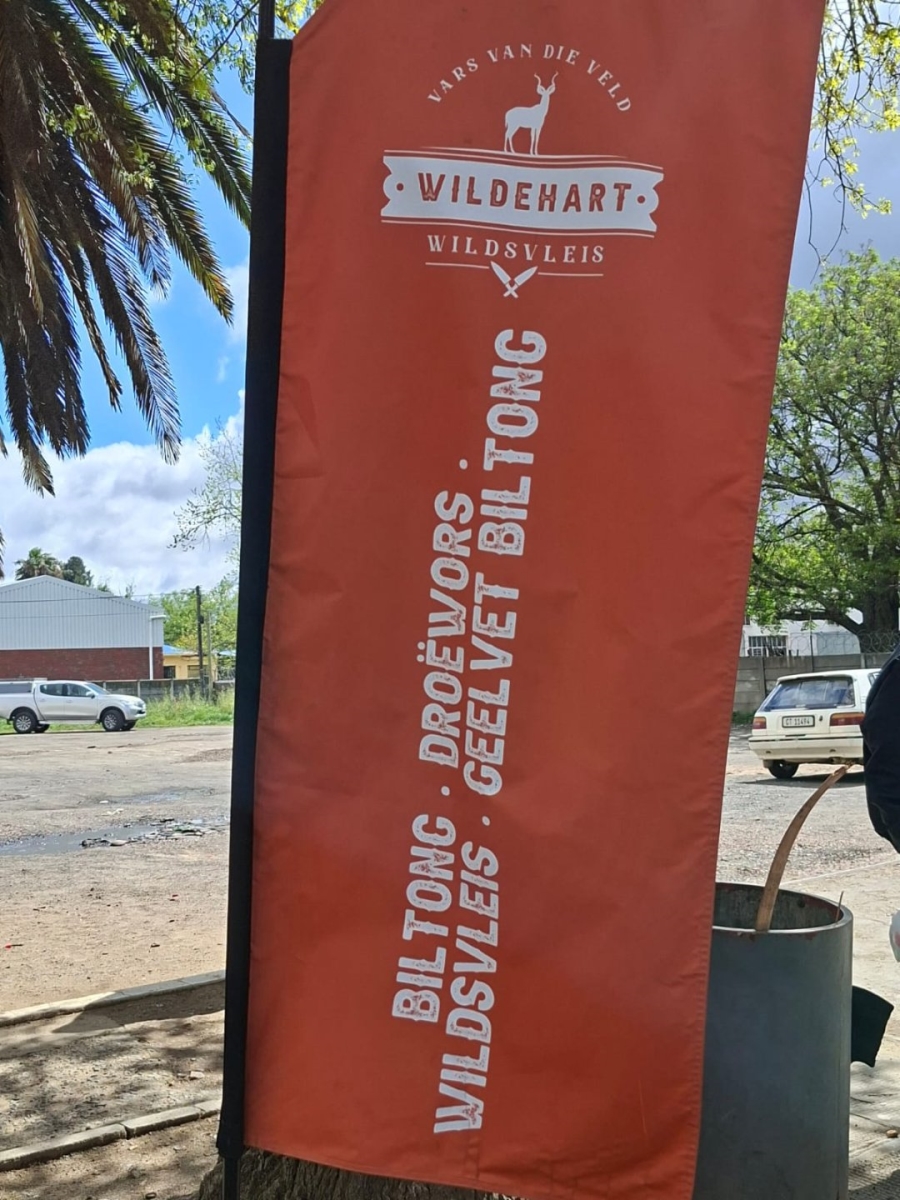 VARS VAN DIE VELD
WILDEHART
WILDSVLEIS
BILTONG . DROËWORS .
WILDSVLEIS . GEELVET BILTONG